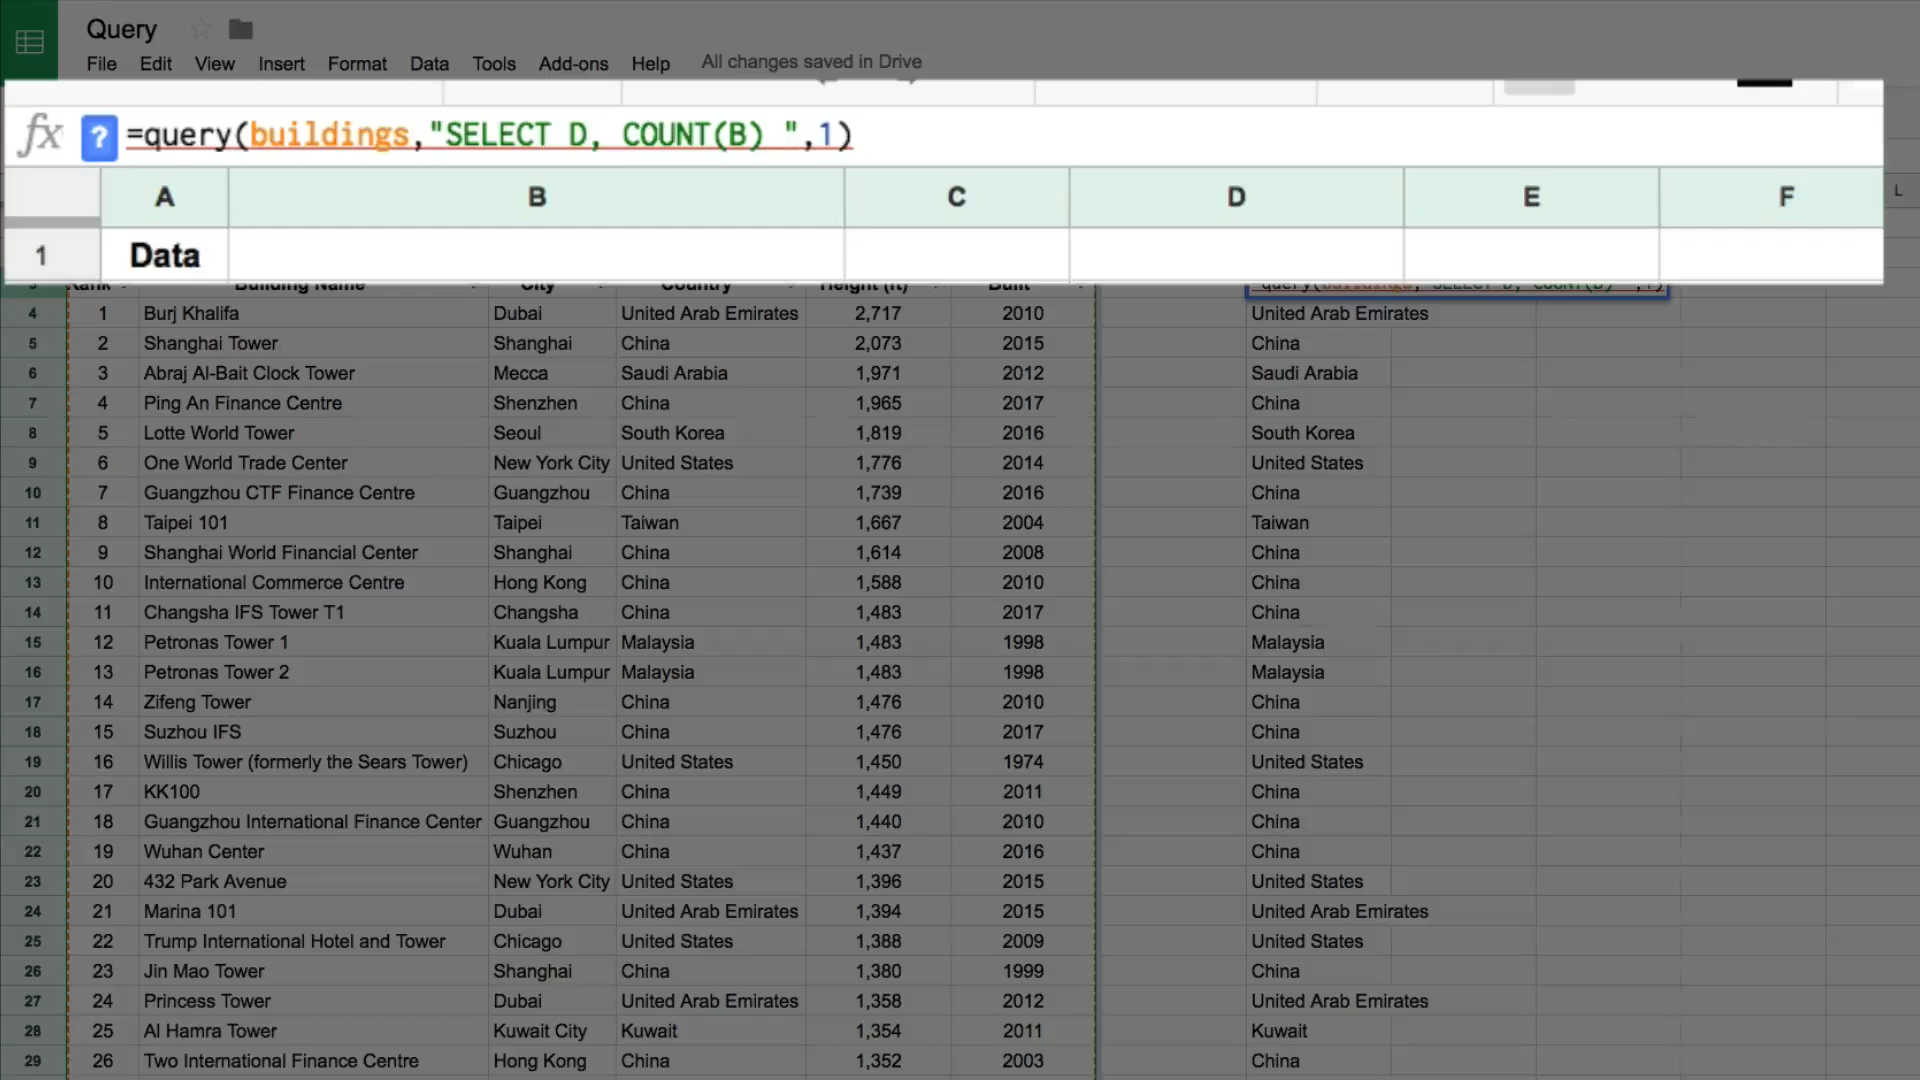 Query
File Edit View Insert Format Data Tools Add-ons Help All changes saved in Drive
fx ? =query(buildings,"SELECT D, COUNT(B) ",1)
A B C D E F L
1 Data
3 Rank Building Name City Country Height (ft) Built =query(buildings,"SELECT D, COUNT(B) ",1)
4 1 Burj Khalifa Dubai United Arab Emirates 2,717 2010 United Arab Emirates
5 2 Shanghai Tower Shanghai China 2,073 2015 China
6 3 Abraj Al-Bait Clock Tower Mecca Saudi Arabia 1,971 2012 Saudi Arabia
7 4 Ping An Finance Centre Shenzhen China 1,965 2017 China
8 5 Lotte World Tower Seoul South Korea 1,819 2016 South Korea
9 6 One World Trade Center New York City United States 1,776 2014 United States
10 7 Guangzhou CTF Finance Centre Guangzhou China 1,739 2016 China
11 8 Taipei 101 Taipei Taiwan 1,667 2004 Taiwan
12 9 Shanghai World Financial Center Shanghai China 1,614 2008 China
13 10 International Commerce Centre Hong Kong China 1,588 2010 China
14 11 Changsha IFS Tower T1 Changsha China 1,483 2017 China
15 12 Petronas Tower 1 Kuala Lumpur Malaysia 1,483 1998 Malaysia
16 13 Petronas Tower 2 Kuala Lumpur Malaysia 1,483 1998 Malaysia
17 14 Zifeng Tower Nanjing China 1,476 2010 China
18 15 Suzhou IFS Suzhou China 1,476 2017 China
19 16 Willis Tower (formerly the Sears Tower) Chicago United States 1,450 1974 United States
20 17 KK100 Shenzhen China 1,449 2011 China
21 18 Guangzhou International Finance Center Guangzhou China 1,440 2010 China
22 19 Wuhan Center Wuhan China 1,437 2016 China
23 20 432 Park Avenue New York City United States 1,396 2015 United States
24 21 Marina 101 Dubai United Arab Emirates 1,394 2015 United Arab Emirates
25 22 Trump International Hotel and Tower Chicago United States 1,388 2009 United States
26 23 Jin Mao Tower Shanghai China 1,380 1999 China
27 24 Princess Tower Dubai United Arab Emirates 1,358 2012 United Arab Emirates
28 25 Al Hamra Tower Kuwait City Kuwait 1,354 2011 Kuwait
29 26 Two International Finance Centre Hong Kong China 1,352 2003 China